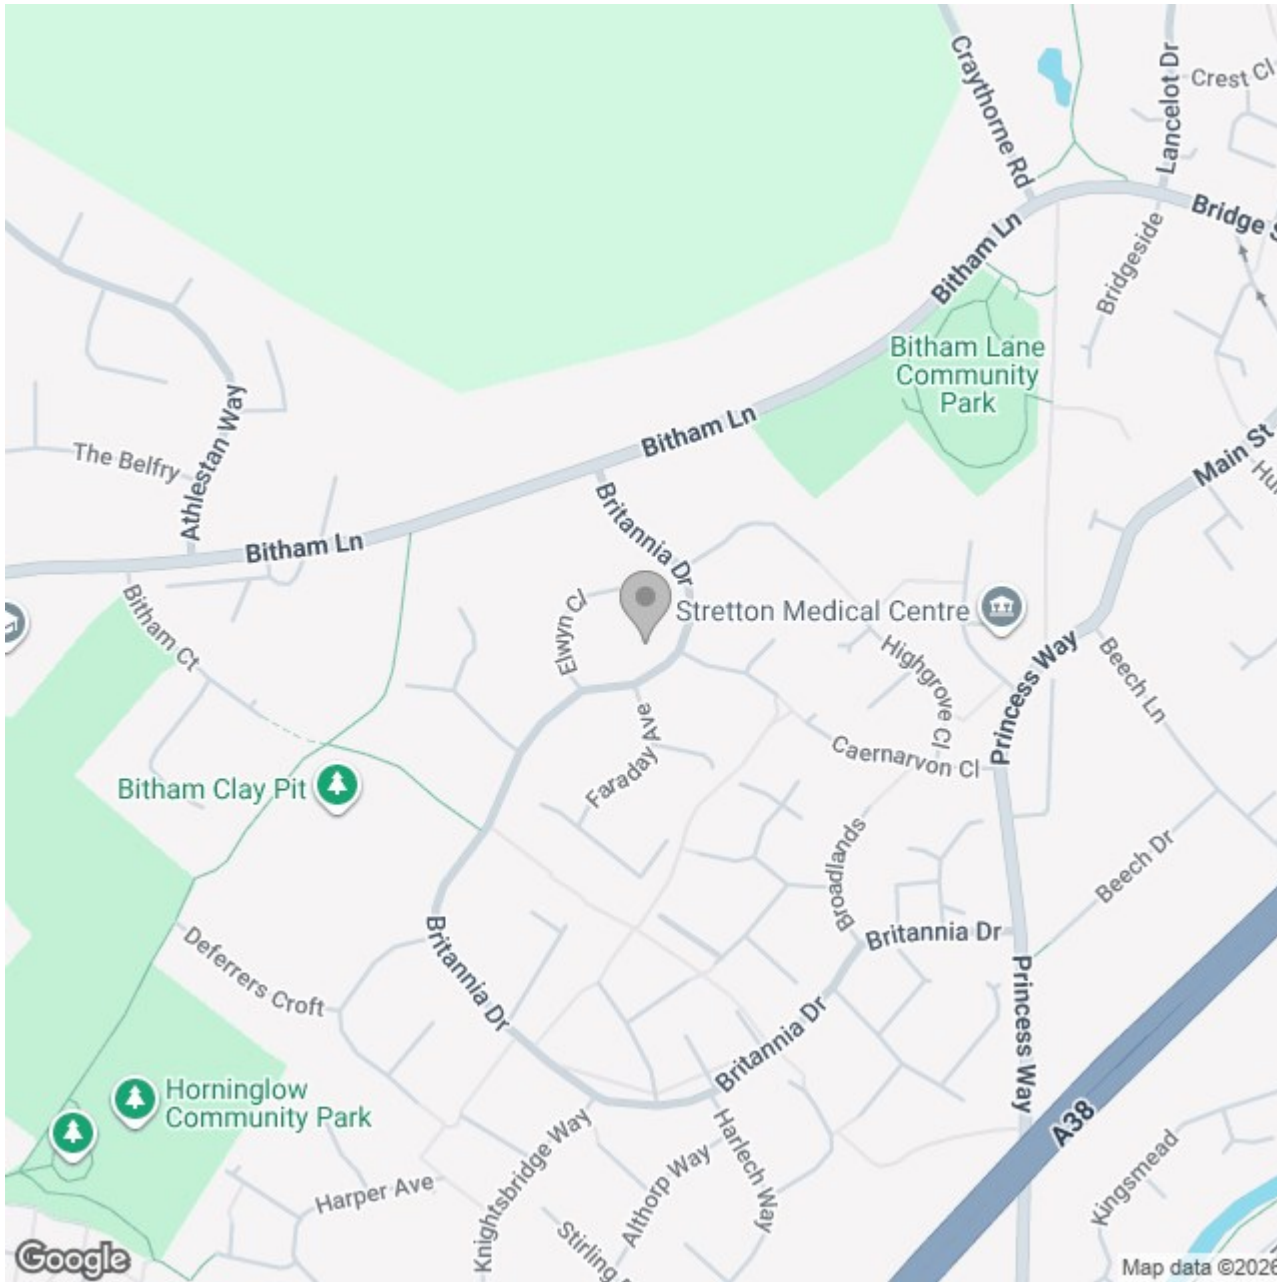 Craythorne Rd
Lancelot Dr
Crest Cl
Bridge S
Bridgeside
Bitham Ln
Bitham Lane
Community
Park
Bitham Ln
Main St
Athlestan Way
The Belfry
Britannia Dr
Bitham Ln
Elwyn Cl
Stretton Medical Centre
Bitham Ct
Highgrove Cl
Princess Way
Beech Ln
Faraday Ave
Caernarvon Cl
Bitham Clay Pit
Broadlands
Beech Dr
Britannia Dr
Britannia Dr
Deferrers Croft
Princess Way
Britannia Dr
Horninglow
Community Park
A38
Harper Ave
Knightsbridge Way
Althorp Way
Harlech Way
Kingsmead
Stirling
Google
Map data ©2026